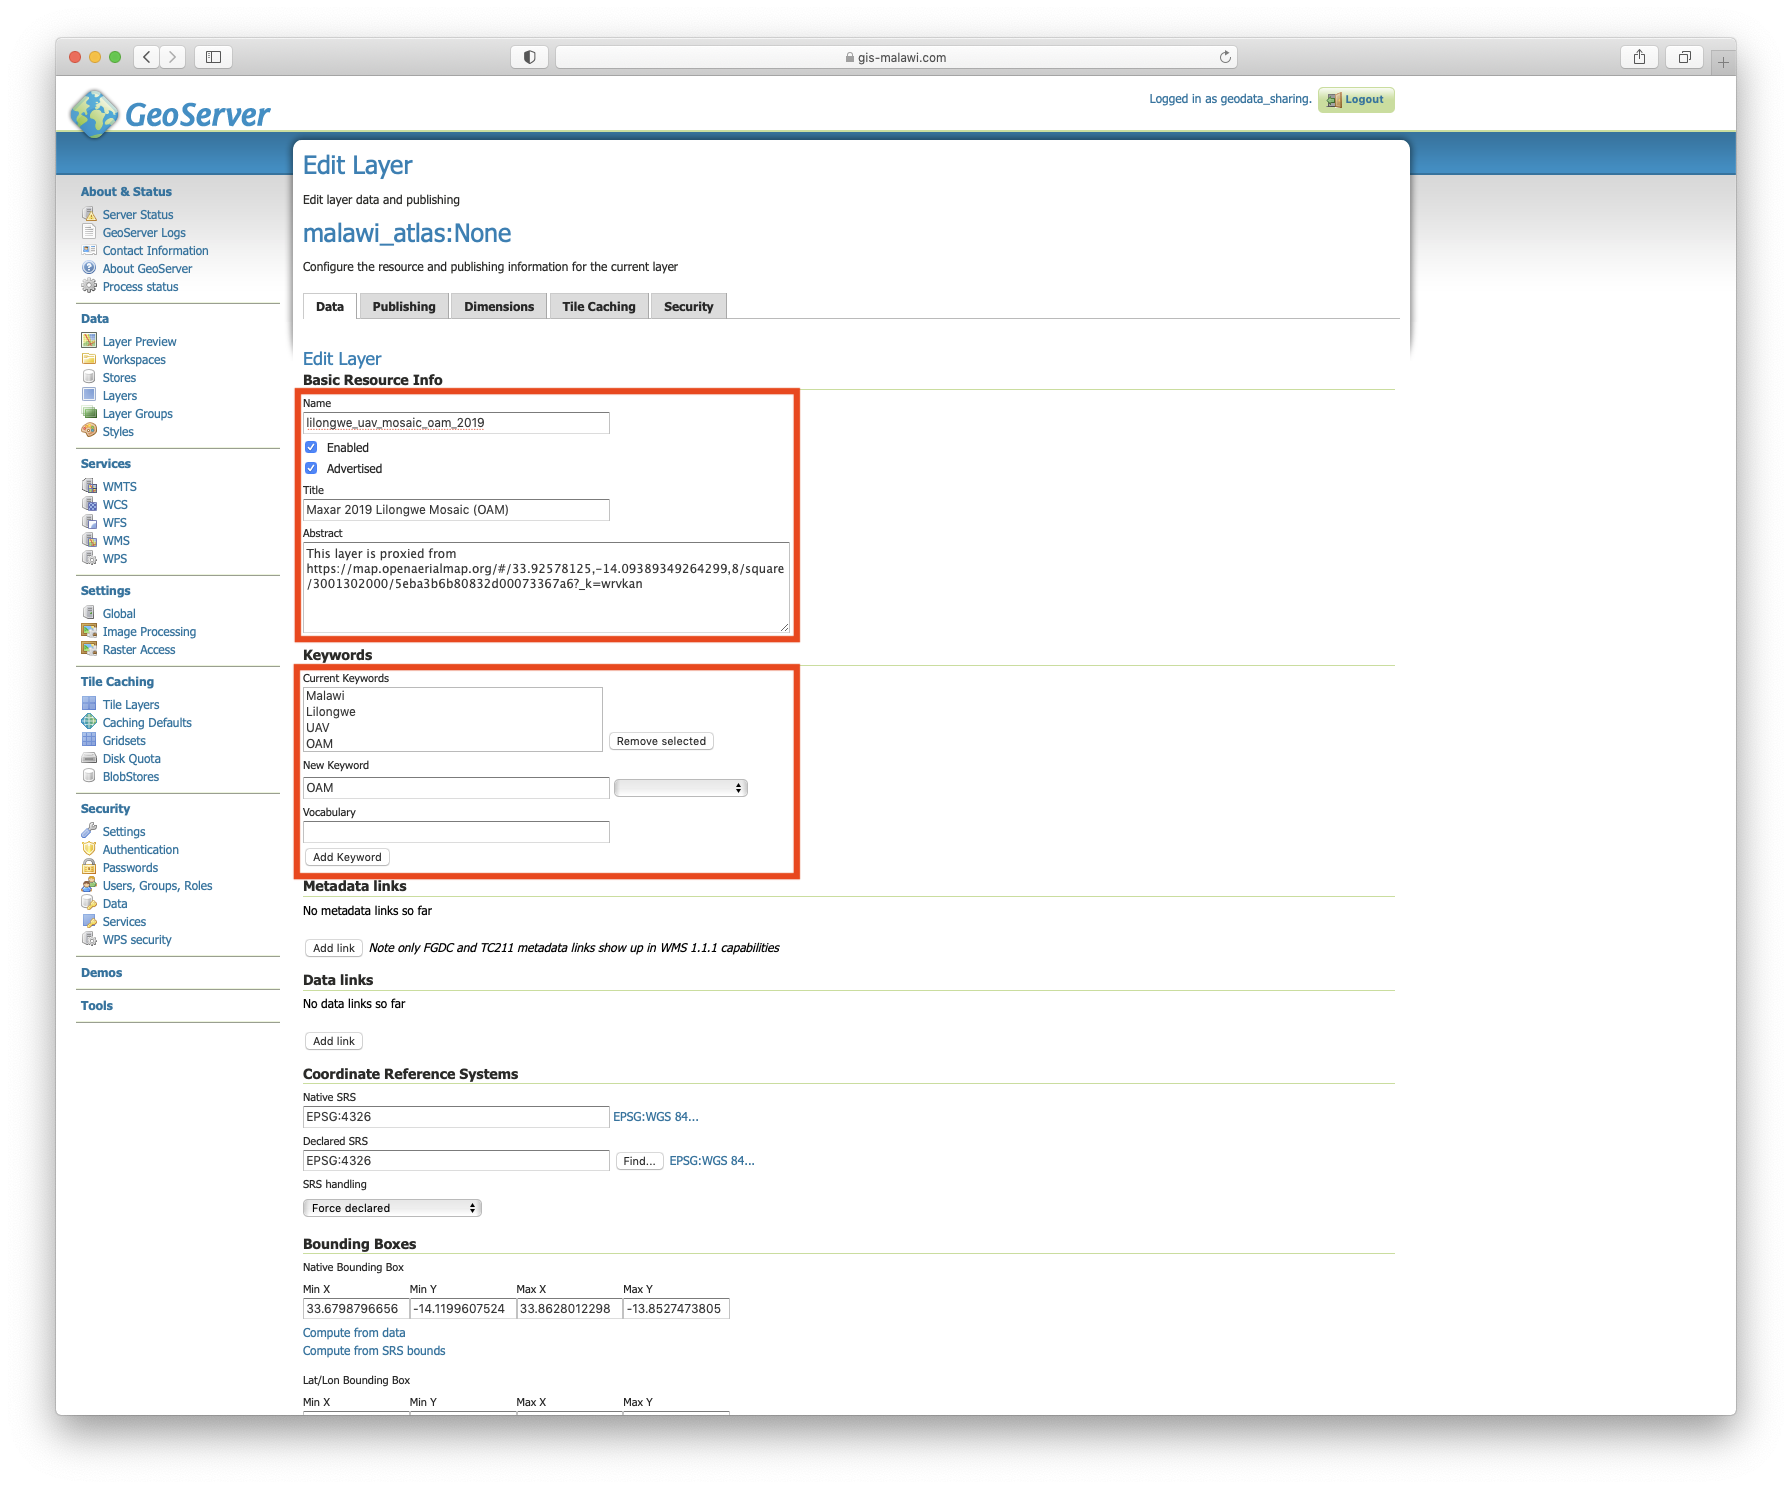 gis-malawi.com
GeoServer
Logged in as geodata_sharing. Logout
About & Status
Server Status
GeoServer Logs
Contact Information
About GeoServer
Process status
Data
Layer Preview
Workspaces
Stores
Layers
Layer Groups
Styles
Services
WMTS
WCS
WFS
WMS
WPS
Settings
Global
Image Processing
Raster Access
Tile Caching
Tile Layers
Caching Defaults
Gridsets
Disk Quota
BlobStores
Security
Settings
Authentication
Passwords
Users, Groups, Roles
Data
Services
WPS security
Demos
Tools
Edit Layer
Edit layer data and publishing
malawi_atlas:None
Configure the resource and publishing information for the current layer
Data Publishing Dimensions Tile Caching Security
Edit Layer
Basic Resource Info
Name
lilongwe_uav_mosaic_oam_2019
Enabled
Advertised
Title
Maxar 2019 Lilongwe Mosaic (OAM)
Abstract
This layer is proxied from
https://map.openaerialmap.org/#/33.92578125,-14.09389349264299,8/square
/3001302000/5eba3b6b80832d00073367a6?_k=wrvkan
Keywords
Current Keywords
Malawi
Lilongwe
UAV
OAM
Remove selected
New Keyword
OAM
Vocabulary
Add Keyword
Metadata links
No metadata links so far
Add link Note only FGDC and TC211 metadata links show up in WMS 1.1.1 capabilities
Data links
No data links so far
Add link
Coordinate Reference Systems
Native SRS
EPSG:4326 EPSG:WGS 84...
Declared SRS
EPSG:4326 Find... EPSG:WGS 84...
SRS handling
Force declared
Bounding Boxes
Native Bounding Box
Min X Min Y Max X Max Y
33.6798796656 -14.1199607524 33.8628012298 -13.8527473805
Compute from data
Compute from SRS bounds
Lat/Lon Bounding Box
Min X Min Y Max X Max Y